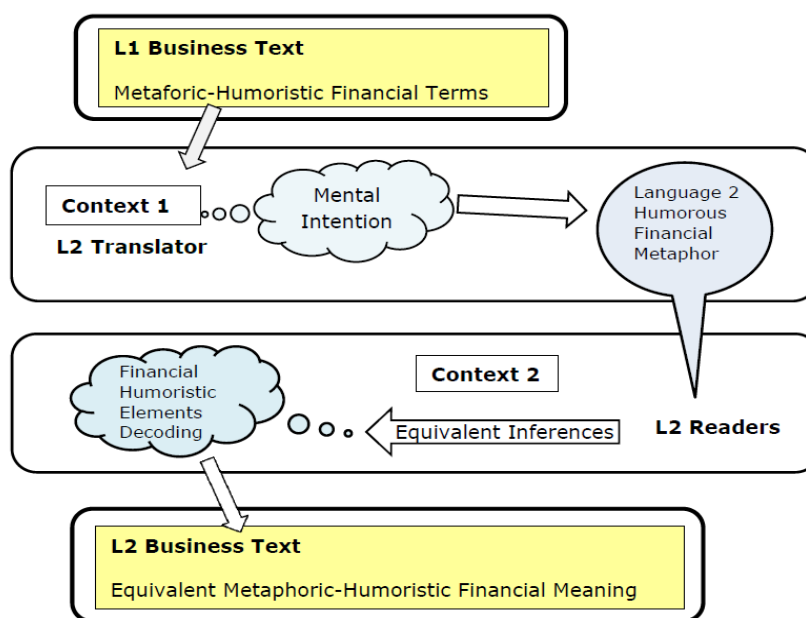 L1 Business Text
Metaforic-Humoristic Financial Terms
Context 1
L2 Translator
Mental
Intention
Language 2
Humorous
Financial
Metaphor
Financial
Humoristic
Elements
Decoding
Context 2
Equivalent Inferences
L2 Readers
L2 Business Text
Equivalent Metaphoric-Humoristic Financial Meaning